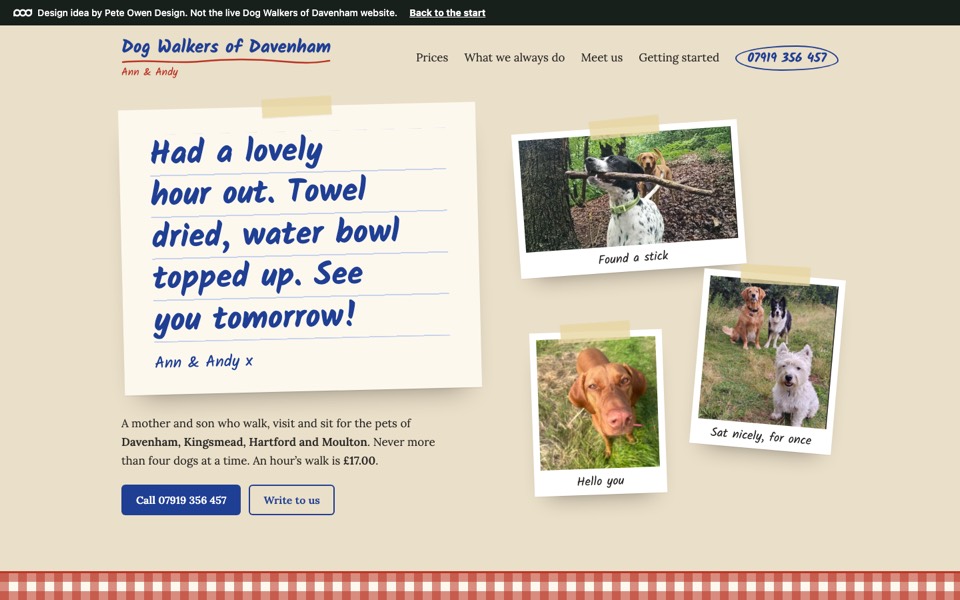 Design idea by Pete Owen Design. Not the live Dog Walkers of Davenham website. Back to the start
Dog Walkers of Davenham
Ann & Andy
Prices What we always do Meet us Getting started 07919 356 457
Had a lovely
hour out. Towel
dried, water bowl
topped up. See
you tomorrow!
Ann & Andy x
Found a stick
Sat nicely, for once
Hello you
A mother and son who walk, visit and sit for the pets of
Davenham, Kingsmead, Hartford and Moulton. Never more
than four dogs at a time. An hour’s walk is £17.00.
Call 07919 356 457 Write to us